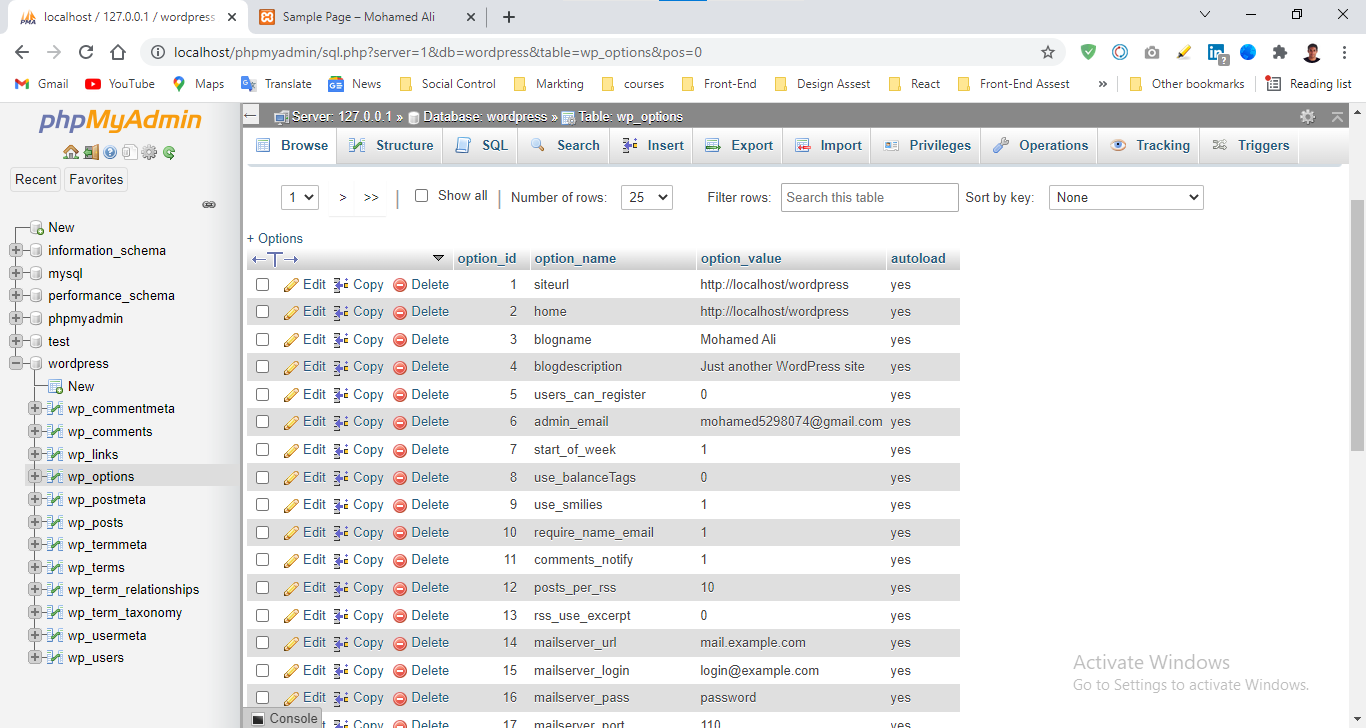 localhost / 127.0.0.1 / wordpress
Sample Page – Mohamed Ali
localhost/phpmyadmin/sql.php?server=1&db=wordpress&table=wp_options&pos=0
Gmail YouTube Maps Translate News Social Control Markting courses Front-End Design Assest React Front-End Assest » Other bookmarks Reading list
phpMyAdmin
Recent Favorites
New
information_schema
mysql
performance_schema
phpmyadmin
test
wordpress
New
wp_commentmeta
wp_comments
wp_links
wp_options
wp_postmeta
wp_posts
wp_termmeta
wp_terms
wp_term_relationships
wp_term_taxonomy
wp_usermeta
wp_users
Server: 127.0.0.1 » Database: wordpress » Table: wp_options
Browse Structure SQL Search Insert Export Import Privileges Operations Tracking Triggers
1 > >> | Show all | Number of rows: 25 Filter rows: Search this table Sort by key: None
+ Options
←T→ option_id option_name option_value autoload
Edit Copy Delete 1 siteurl http://localhost/wordpress yes
Edit Copy Delete 2 home http://localhost/wordpress yes
Edit Copy Delete 3 blogname Mohamed Ali yes
Edit Copy Delete 4 blogdescription Just another WordPress site yes
Edit Copy Delete 5 users_can_register 0 yes
Edit Copy Delete 6 admin_email mohamed5298074@gmail.com yes
Edit Copy Delete 7 start_of_week 1 yes
Edit Copy Delete 8 use_balanceTags 0 yes
Edit Copy Delete 9 use_smilies 1 yes
Edit Copy Delete 10 require_name_email 1 yes
Edit Copy Delete 11 comments_notify 1 yes
Edit Copy Delete 12 posts_per_rss 10 yes
Edit Copy Delete 13 rss_use_excerpt 0 yes
Edit Copy Delete 14 mailserver_url mail.example.com yes
Edit Copy Delete 15 mailserver_login login@example.com yes
Edit Copy Delete 16 mailserver_pass password yes
Copy Delete 17 mailserver_port 110 yes
Console
Activate Windows
Go to Settings to activate Windows.